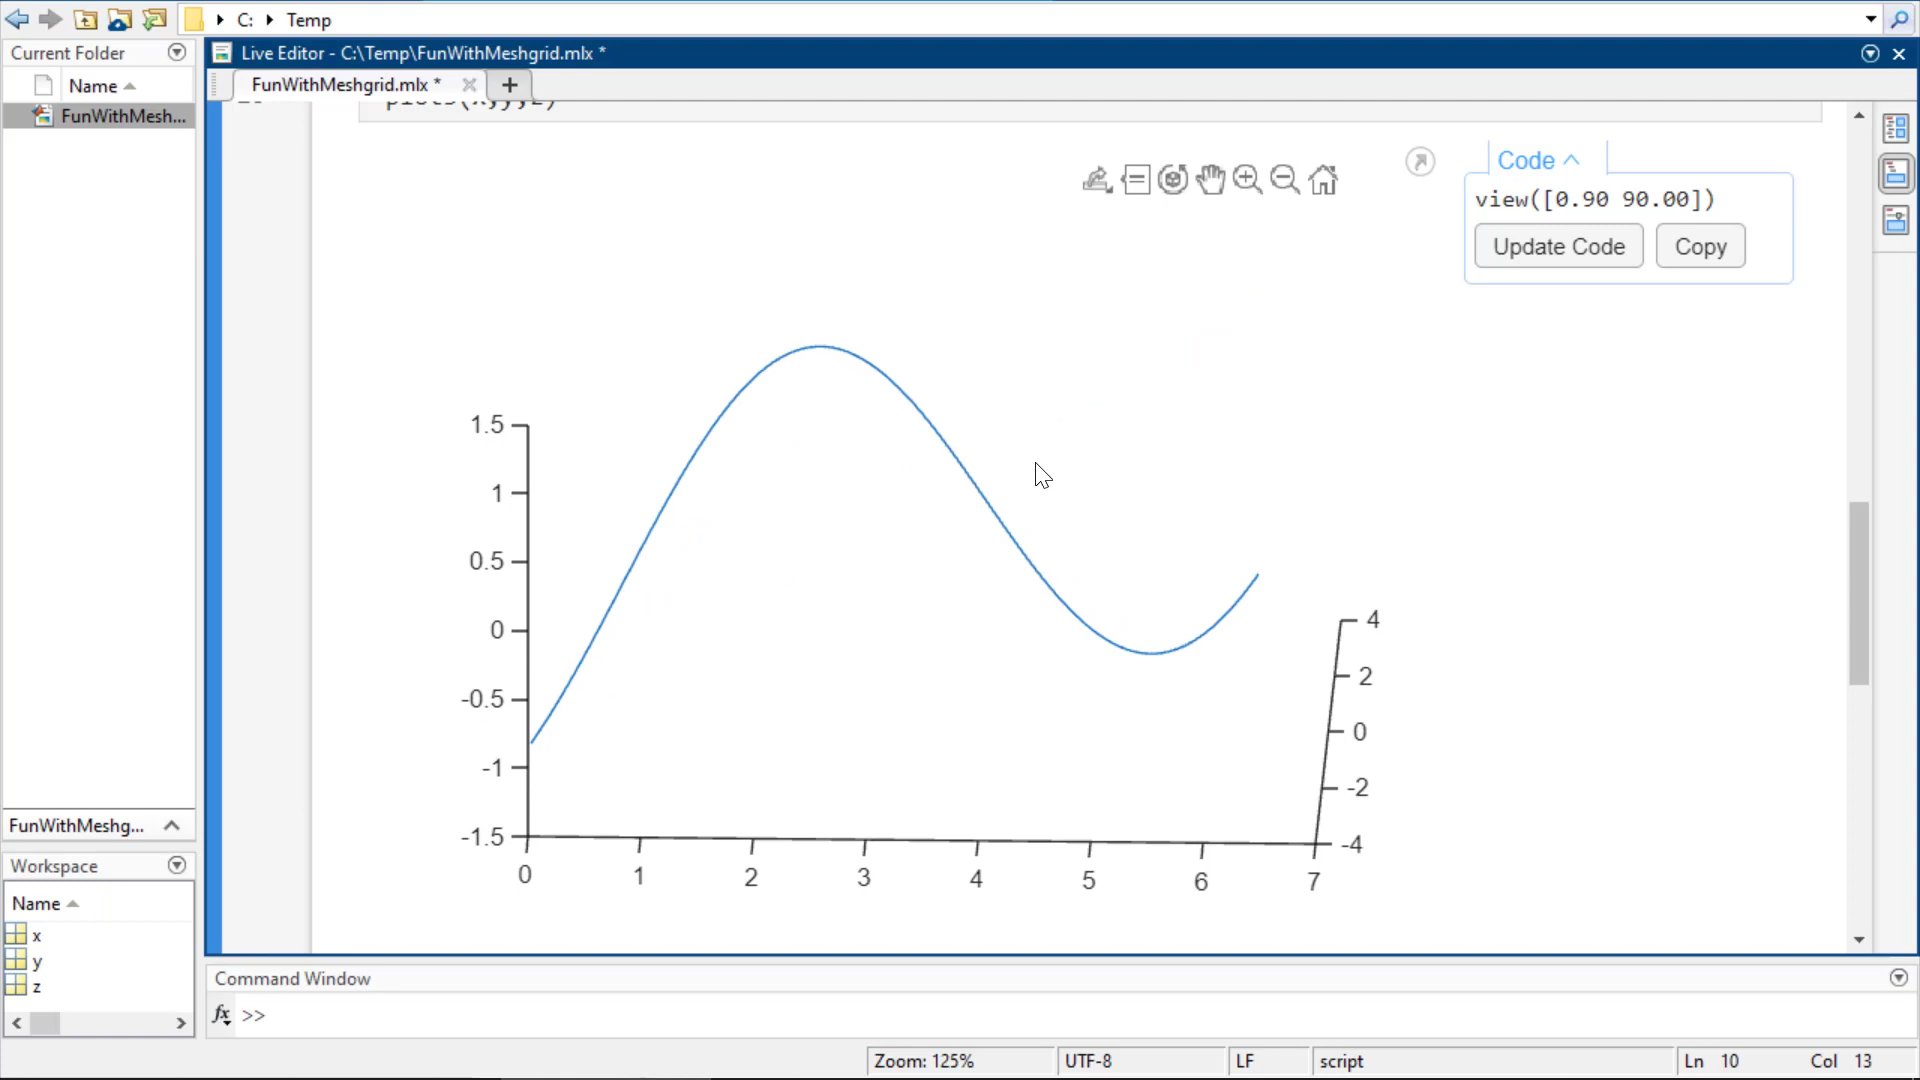 C: Temp
Current Folder
Live Editor - C:\Temp\FunWithMeshgrid.mlx *
FunWithMeshgrid.mlx *
Name
FunWithMesh...
plot3(x,y,z)
Code
view([0.90 90.00])
Update Code
Copy
1.5
1
0.5
0
-0.5
-1
-1.5
4
2
0
-2
-4
0
1
2
3
4
5
6
7
FunWithMeshg...
Workspace
Name
x
y
z
Command Window
fx >>
Zoom: 125%
UTF-8
LF
script
Ln 10
Col 13